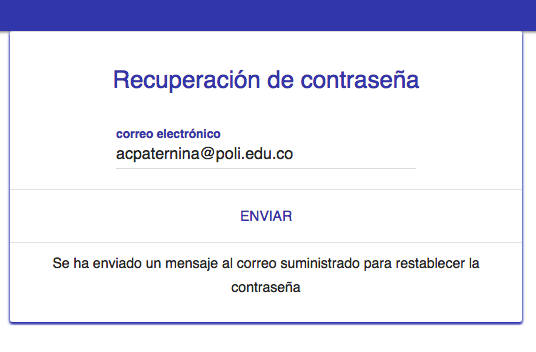 Recuperación de contraseña
correo electrónico
acpaternina@poli.edu.co
ENVIAR
Se ha enviado un mensaje al correo suministrado para restablecer la
contraseña